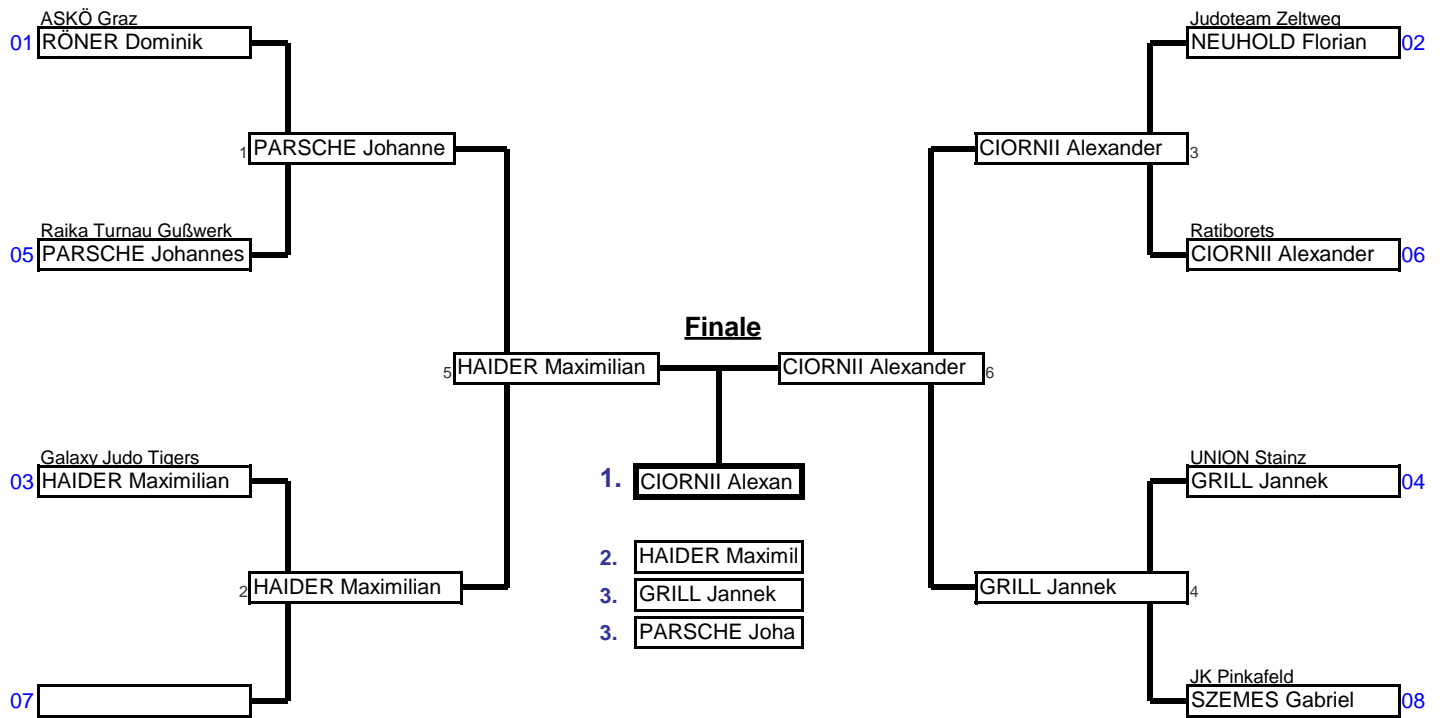 ASKÖ Graz
01 RÖNER Dominik
Judoteam Zeltweg
NEUHOLD Florian 02
1 PARSCHE Johanne
CIORNII Alexander 3
Raika Turnau Gußwerk
05 PARSCHE Johannes
Ratiborets
CIORNII Alexander 06
Finale
5 HAIDER Maximilian
CIORNII Alexander 6
Galaxy Judo Tigers
03 HAIDER Maximilian
1. CIORNII Alexan
UNION Stainz
GRILL Jannek 04
2. HAIDER Maximil
2 HAIDER Maximilian
3. GRILL Jannek
GRILL Jannek 4
3. PARSCHE Joha
07
JK Pinkafeld
SZEMES Gabriel 08